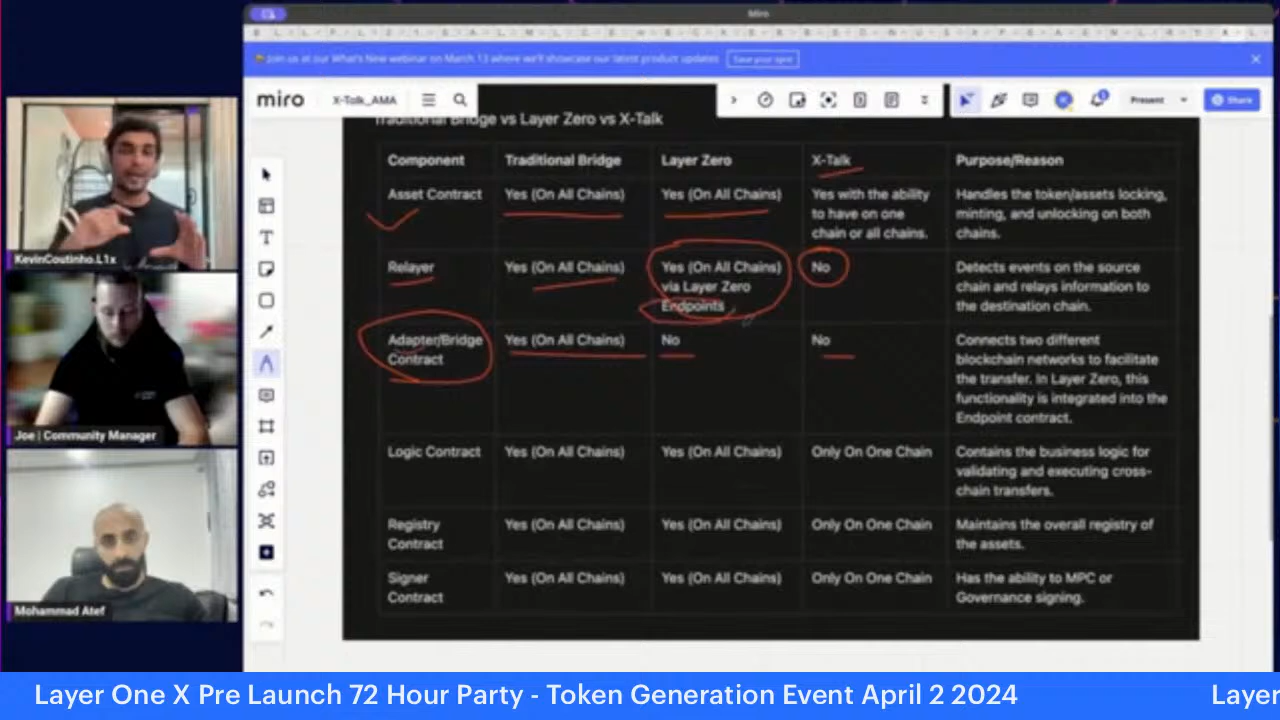 Miro
Join us at our What's New webinar on March 13 where we'll showcase our latest product updates
Save your spot
miro
X-Talk_AMA
Present
Share
Traditional Bridge vs Layer Zero vs X-Talk
Component
Traditional Bridge
Layer Zero
X-Talk
Purpose/Reason
Asset Contract
Yes (On All Chains)
Yes (On All Chains)
Yes with the ability
to have on one
chain or all chains.
Handles the token/assets locking,
minting, and unlocking on both
chains.
Relayer
Yes (On All Chains)
Yes (On All Chains)
via Layer Zero
Endpoints
No
Detects events on the source
chain and relays information to
the destination chain.
Adapter/Bridge
Contract
Yes (On All Chains)
No
No
Connects two different
blockchain networks to facilitate
the transfer. In Layer Zero, this
functionality is integrated into the
Endpoint contract.
Logic Contract
Yes (On All Chains)
Yes (On All Chains)
Only On One Chain
Contains the business logic for
validating and executing cross-
chain transfers.
Registry
Contract
Yes (On All Chains)
Yes (On All Chains)
Only On One Chain
Maintains the overall registry of
the assets.
Signer
Contract
Yes (On All Chains)
Yes (On All Chains)
Only On One Chain
Has the ability to MPC or
Governance signing.
KevinCoutinho.L1x
Joe | Community Manager
Mohammad Atef
Layer One X Pre Launch 72 Hour Party - Token Generation Event April 2 2024
Layer